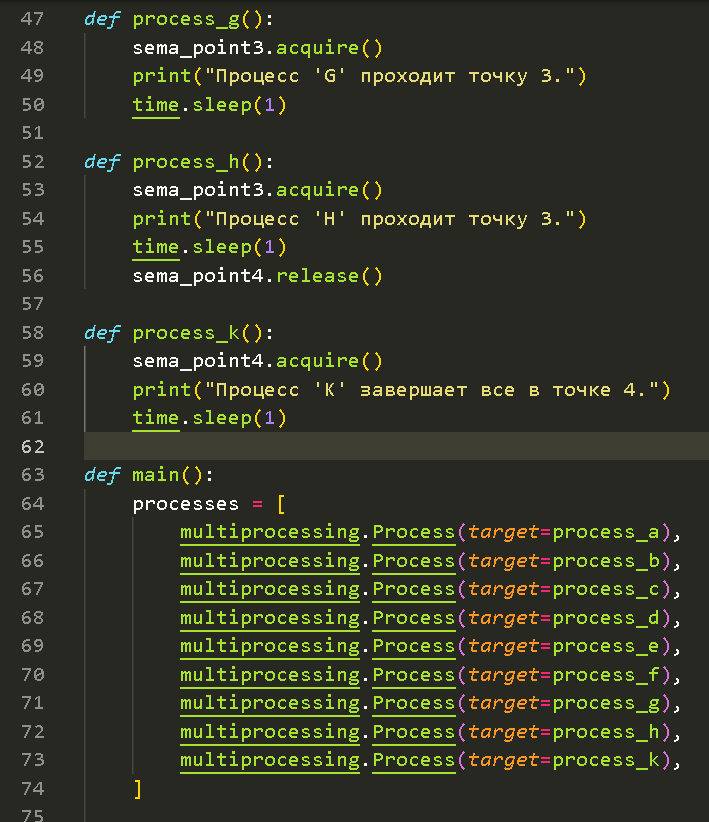 47 def process_g():
48     sema_point3.acquire()
49     print("Процесс 'G' проходит точку 3.")
50     time.sleep(1)
51
52 def process_h():
53     sema_point3.acquire()
54     print("Процесс 'H' проходит точку 3.")
55     time.sleep(1)
56     sema_point4.release()
57
58 def process_k():
59     sema_point4.acquire()
60     print("Процесс 'K' завершает все в точке 4.")
61     time.sleep(1)
62
63 def main():
64     processes = [
65         multiprocessing.Process(target=process_a),
66         multiprocessing.Process(target=process_b),
67         multiprocessing.Process(target=process_c),
68         multiprocessing.Process(target=process_d),
69         multiprocessing.Process(target=process_e),
70         multiprocessing.Process(target=process_f),
71         multiprocessing.Process(target=process_g),
72         multiprocessing.Process(target=process_h),
73         multiprocessing.Process(target=process_k),
74     ]
75